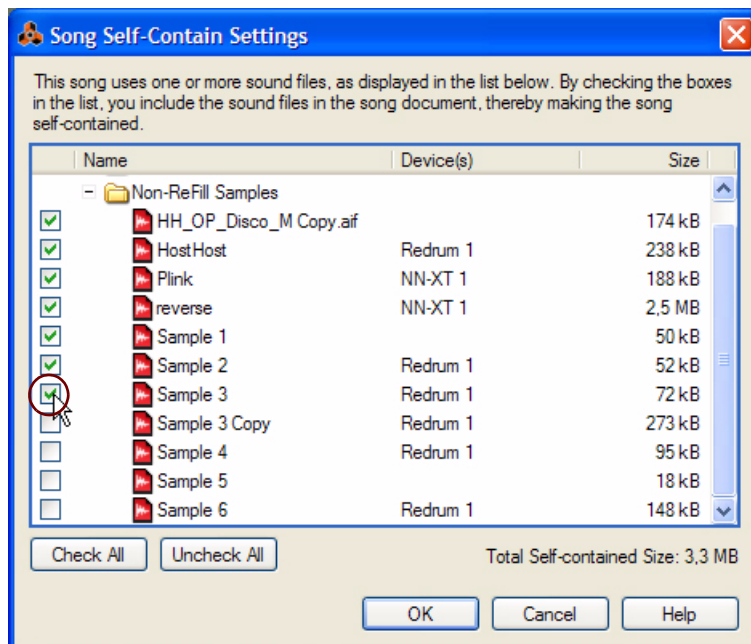 Song Self-Contain Settings
This song uses one or more sound files, as displayed in the list below. By checking the boxes
in the list, you include the sound files in the song document, thereby making the song
self-contained.
Name Device(s) Size
Non-ReFill Samples
HH_OP_Disco_M Copy.aif 174 kB
HostHost Redrum 1 238 kB
Plink NN-XT 1 188 kB
reverse NN-XT 1 2,5 MB
Sample 1 50 kB
Sample 2 Redrum 1 52 kB
Sample 3 Redrum 1 72 kB
Sample 3 Copy Redrum 1 273 kB
Sample 4 Redrum 1 95 kB
Sample 5 18 kB
Sample 6 Redrum 1 148 kB
Check All Uncheck All Total Self-contained Size: 3,3 MB
OK Cancel Help